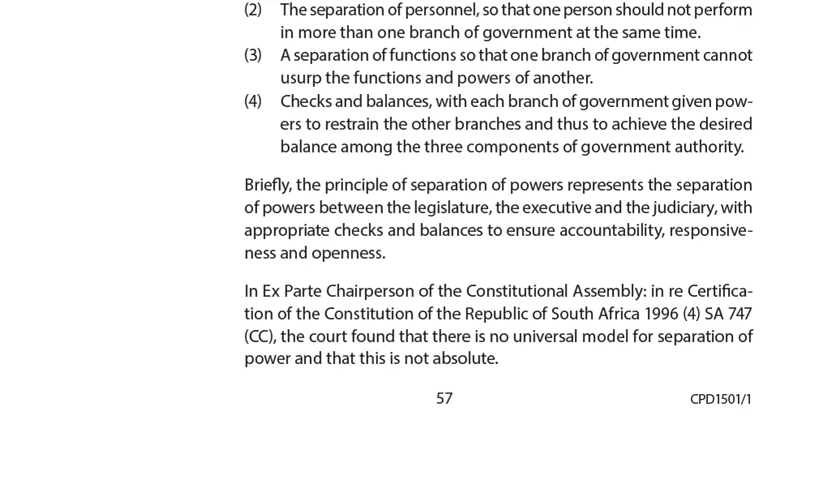 (2) The separation of personnel, so that one person should not perform
in more than one branch of government at the same time.
(3) A separation of functions so that one branch of government cannot
usurp the functions and powers of another.
(4) Checks and balances, with each branch of government given pow-
ers to restrain the other branches and thus to achieve the desired
balance among the three components of government authority.
Briefly, the principle of separation of powers represents the separation
of powers between the legislature, the executive and the judiciary, with
appropriate checks and balances to ensure accountability, responsive-
ness and openness.
In Ex Parte Chairperson of the Constitutional Assembly: in re Certifica-
tion of the Constitution of the Republic of South Africa 1996 (4) SA 747
(CC), the court found that there is no universal model for separation of
power and that this is not absolute.
57 CPD1501/1